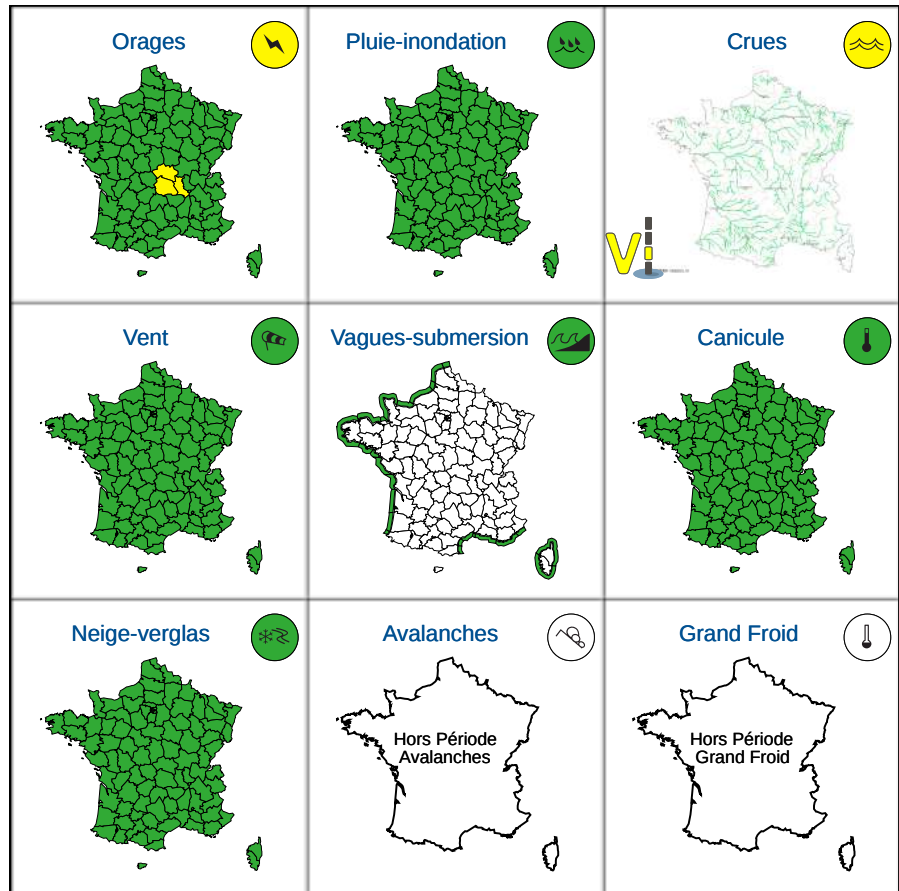 Orages
Pluie-inondation
Crues
Vi
Vent
Vagues-submersion
Canicule
Neige-verglas
Avalanches
Grand Froid
Hors Période
Avalanches
Hors Période
Grand Froid